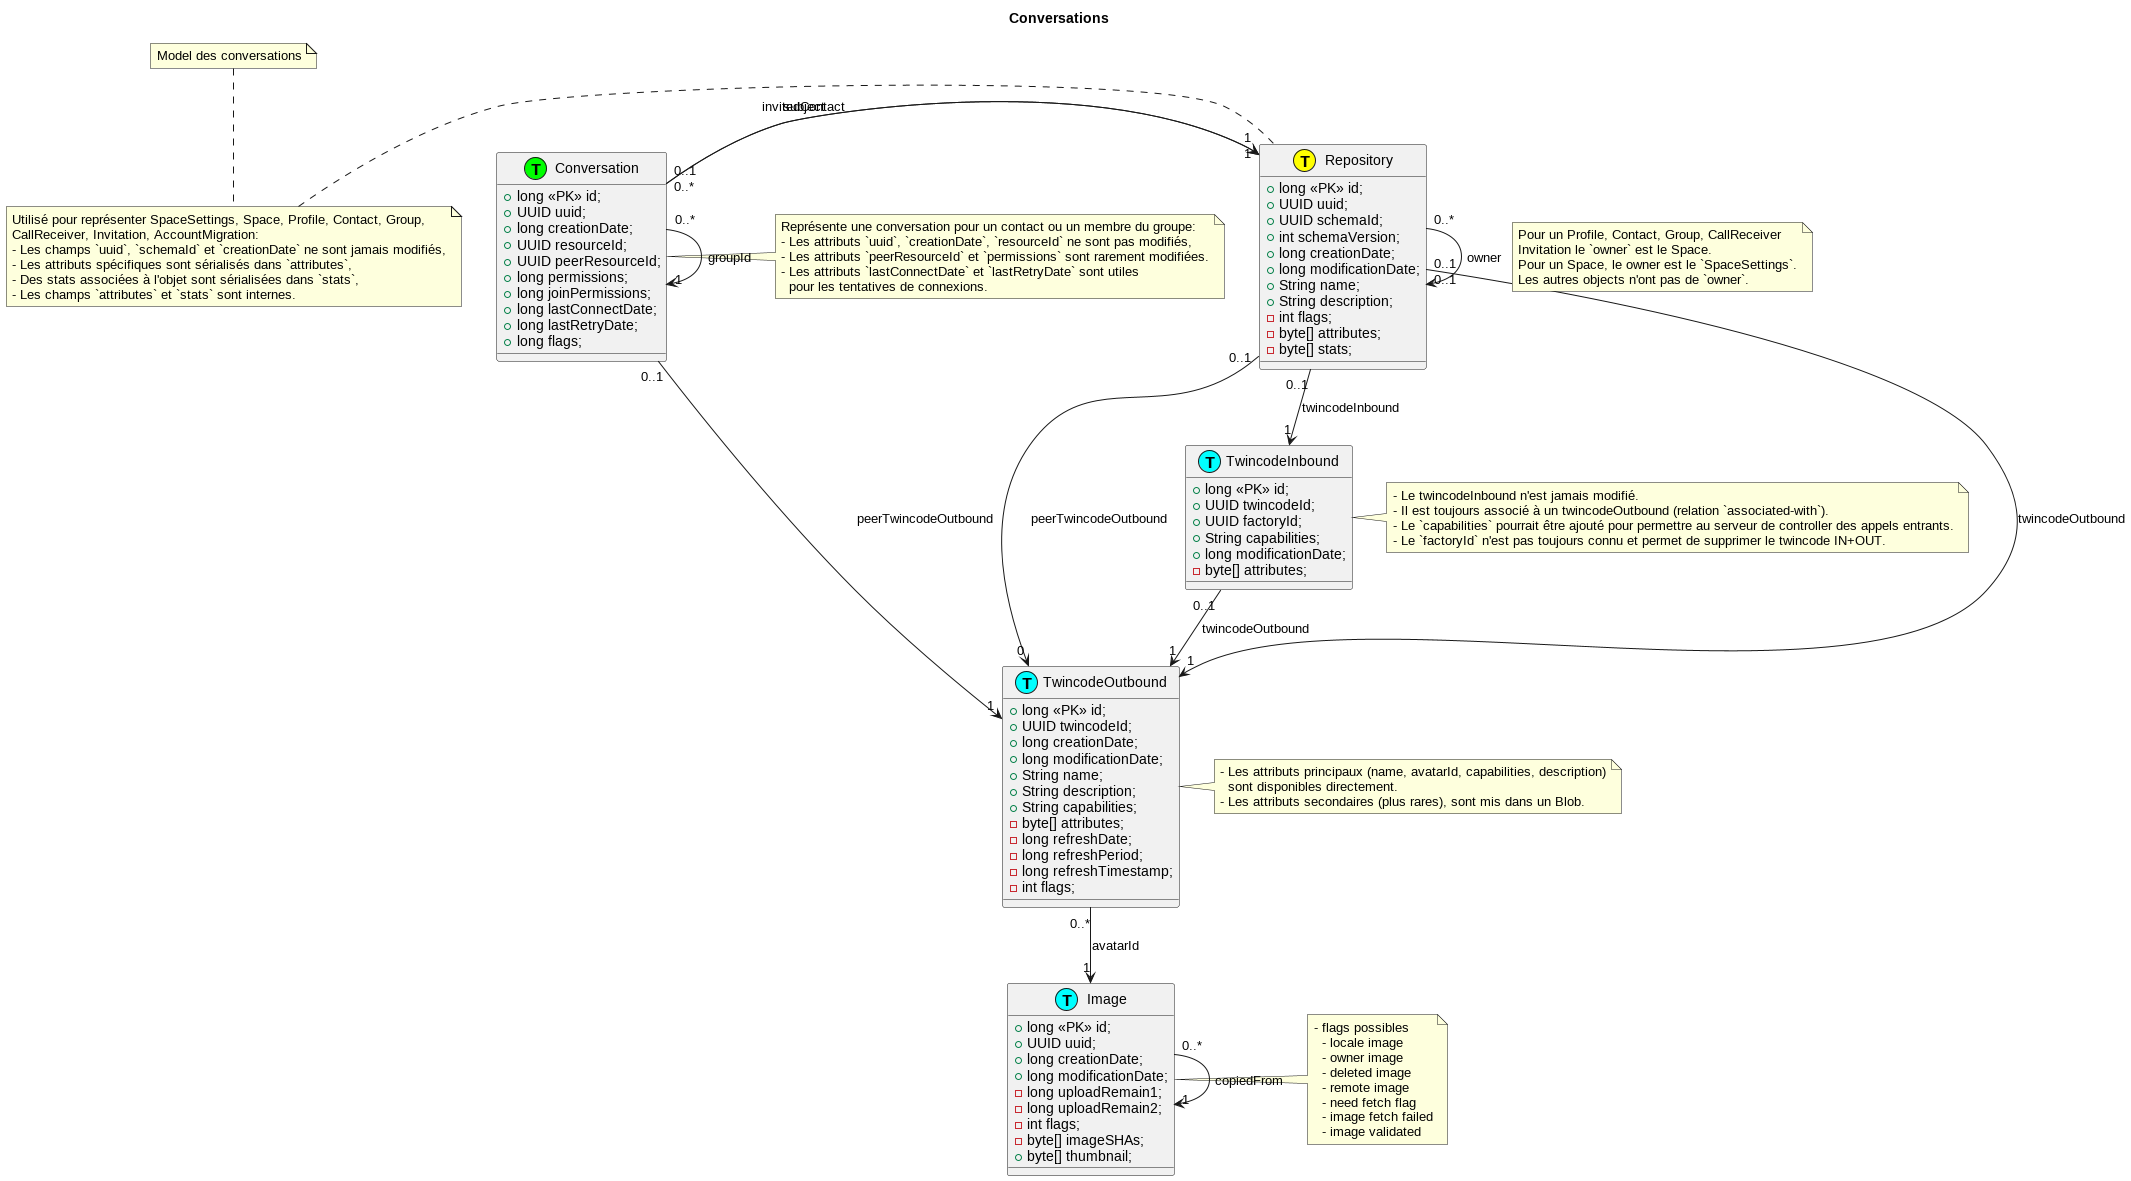 Conversations
Model des conversations
Utilisé pour représenter SpaceSettings, Space, Profile, Contact, Group,
CallReceiver, Invitation, AccountMigration:
- Les champs `uuid`, `schemaId` et `creationDate` ne sont jamais modifiés,
- Les attributs spécifiques sont sérialisés dans `attributes`,
- Des stats associées à l'objet sont sérialisées dans `stats`,
- Les champs `attributes` et `stats` sont internes.
T Conversation
long «PK» id;
UUID uuid;
long creationDate;
UUID resourceId;
UUID peerResourceId;
long permissions;
long joinPermissions;
long lastConnectDate;
long lastRetryDate;
long flags;
invitedContact
subject
0..1
0..*
1
1
0..*
groupId
1
Représente une conversation pour un contact ou un membre du groupe:
- Les attributs `uuid`, `creationDate`, `resourceId` ne sont pas modifiés,
- Les attributs `peerResourceId` et `permissions` sont rarement modifiées.
- Les attributs `lastConnectDate` et `lastRetryDate` sont utiles
pour les tentatives de connexions.
T Repository
long «PK» id;
UUID uuid;
UUID schemaId;
int schemaVersion;
long creationDate;
long modificationDate;
String name;
String description;
int flags;
byte[] attributes;
byte[] stats;
0..*
owner
0..1
0..1
Pour un Profile, Contact, Group, CallReceiver
Invitation le `owner` est le Space.
Pour un Space, le owner est le `SpaceSettings`.
Les autres objects n'ont pas de `owner`.
0..1
0..1
0..1
twincodeInbound
1
T TwincodeInbound
long «PK» id;
UUID twincodeId;
UUID factoryId;
String capabilities;
long modificationDate;
byte[] attributes;
- Le twincodeInbound n'est jamais modifié.
- Il est toujours associé à un twincodeOutbound (relation `associated-with`).
- Le `capabilities` pourrait être ajouté pour permettre au serveur de controller des appels entrants.
- Le `factoryId` n'est pas toujours connu et permet de supprimer le twincode IN+OUT.
peerTwincodeOutbound
peerTwincodeOutbound
twincodeOutbound
0..1
twincodeOutbound
0
1
1
1
T TwincodeOutbound
long «PK» id;
UUID twincodeId;
long creationDate;
long modificationDate;
String name;
String description;
String capabilities;
byte[] attributes;
long refreshDate;
long refreshPeriod;
long refreshTimestamp;
int flags;
- Les attributs principaux (name, avatarId, capabilities, description)
sont disponibles directement.
- Les attributs secondaires (plus rares), sont mis dans un Blob.
0..*
avatarId
1
T Image
long «PK» id;
UUID uuid;
long creationDate;
long modificationDate;
long uploadRemain1;
long uploadRemain2;
int flags;
byte[] imageSHAs;
byte[] thumbnail;
0..*
copiedFrom
1
- flags possibles
- locale image
- owner image
- deleted image
- remote image
- need fetch flag
- image fetch failed
- image validated